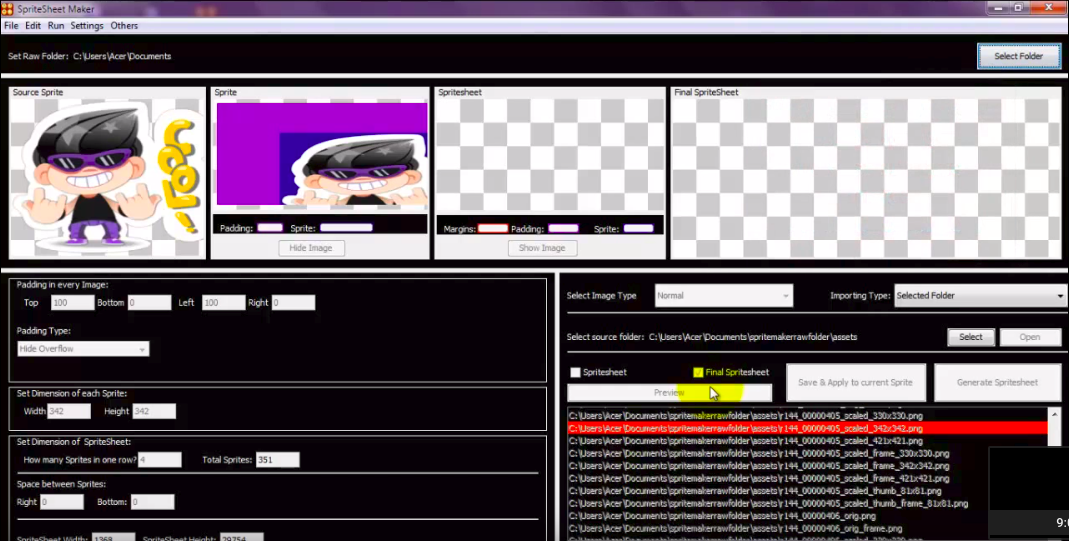 SpriteSheet Maker
File Edit Run Settings Others
Set Raw Folder: C:\Users\Acer\Documents
Select Folder
Source Sprite
Sprite
Spritesheet
Final SpriteSheet
COOL!
Padding: Sprite:
Hide Image
Margins: Padding: Sprite:
Show Image
Padding in every Image:
Top 100 Bottom 0 Left 100 Right 0
Padding Type:
Hide Overflow
Set Dimension of each Sprite:
Width 342 Height 342
Set Dimension of SpriteSheet:
How many Sprites in one row? 4 Total Sprites: 351
Space between Sprites:
Right 0 Bottom: 0
SpriteSheet Width: 1368 SpriteSheet Height: 29754
Select Image Type Normal Importing Type: Selected Folder
Select source folder: C:\Users\Acer\Documents\spritemakerrawfolder\assets Select Open
Spritesheet Final Spritesheet
Preview
Save & Apply to current Sprite
Generate Spritesheet
C:\Users\Acer\Documents\spritemakerrawfolder\assets\r144_00000405_scaled_330x330.png
C:\Users\Acer\Documents\spritemakerrawfolder\assets\r144_00000405_scaled_342x342.png
C:\Users\Acer\Documents\spritemakerrawfolder\assets\r144_00000405_scaled_421x421.png
C:\Users\Acer\Documents\spritemakerrawfolder\assets\r144_00000405_scaled_frame_330x330.png
C:\Users\Acer\Documents\spritemakerrawfolder\assets\r144_00000405_scaled_frame_342x342.png
C:\Users\Acer\Documents\spritemakerrawfolder\assets\r144_00000405_scaled_frame_421x421.png
C:\Users\Acer\Documents\spritemakerrawfolder\assets\r144_00000405_scaled_thumb_81x81.png
C:\Users\Acer\Documents\spritemakerrawfolder\assets\r144_00000405_scaled_thumb_frame_81x81.png
C:\Users\Acer\Documents\spritemakerrawfolder\assets\r144_00000406_orig.png
C:\Users\Acer\Documents\spritemakerrawfolder\assets\r144_00000406_orig_frame.png